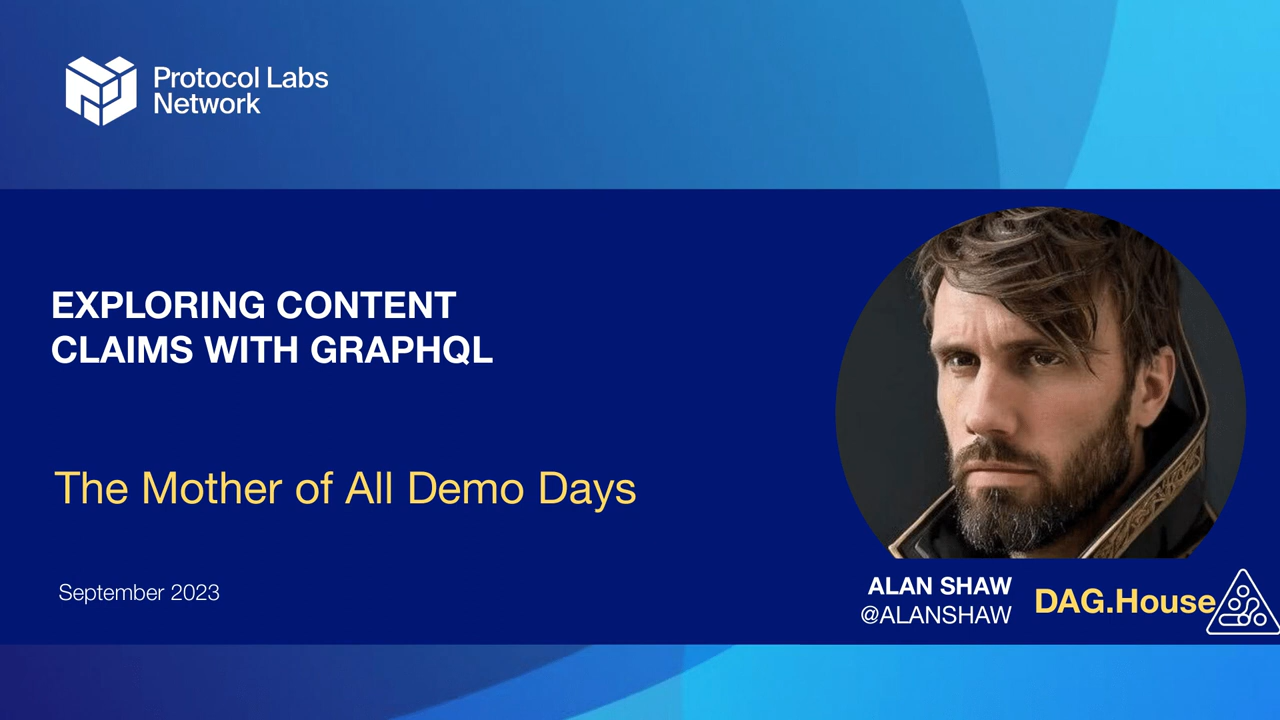 Protocol Labs
Network
EXPLORING CONTENT
CLAIMS WITH GRAPHQL
The Mother of All Demo Days
September 2023
ALAN SHAW
@ALANSHAW
DAG.House